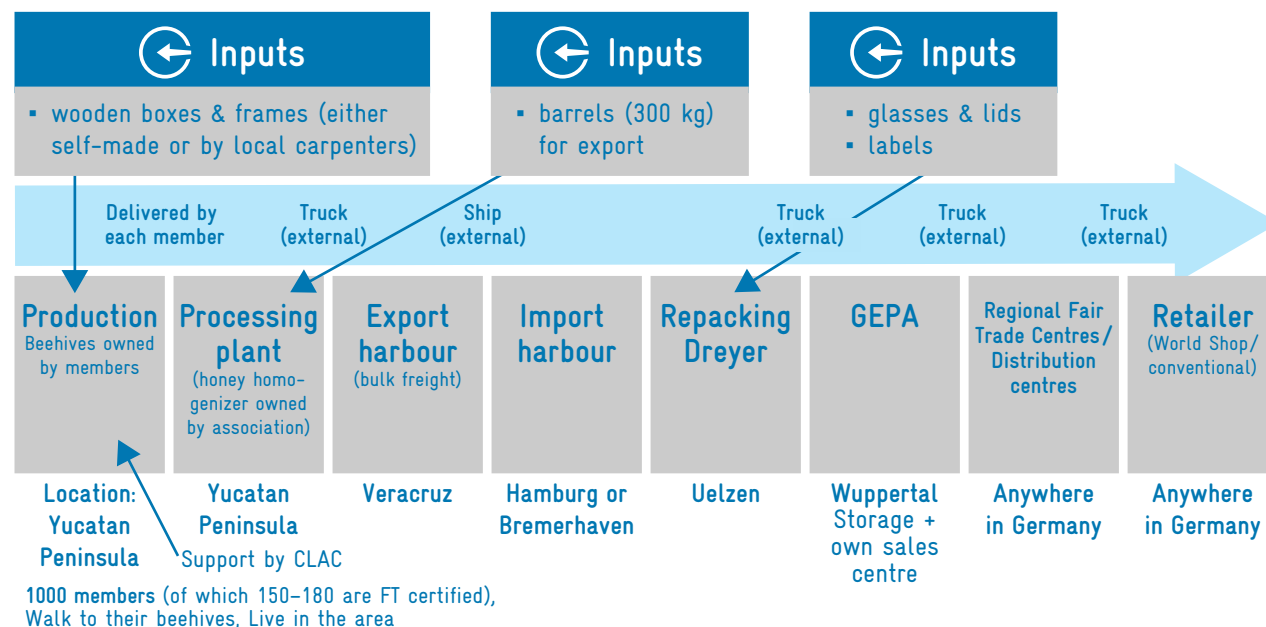 Inputs
▪ wooden boxes & frames (either
self-made or by local carpenters)
Inputs
▪ barrels (300 kg)
for export
Inputs
▪ glasses & lids
▪ labels
Delivered by
each member
Truck
(external)
Ship
(external)
Truck
(external)
Truck
(external)
Truck
(external)
Production
Beehives owned
by members
Processing
plant
(honey homo-
genizer owned
by association)
Export
harbour
(bulk freight)
Import
harbour
Repacking
Dreyer
GEPA
Regional Fair
Trade Centres/
Distribution
centres
Retailer
(World Shop/
conventional)
Location:
Yucatan
Peninsula
Yucatan
Peninsula
Veracruz
Hamburg or
Bremerhaven
Uelzen
Wuppertal
Storage +
own sales
centre
Anywhere
in Germany
Anywhere
in Germany
Support by CLAC
1000 members (of which 150–180 are FT certified),
Walk to their beehives, Live in the area